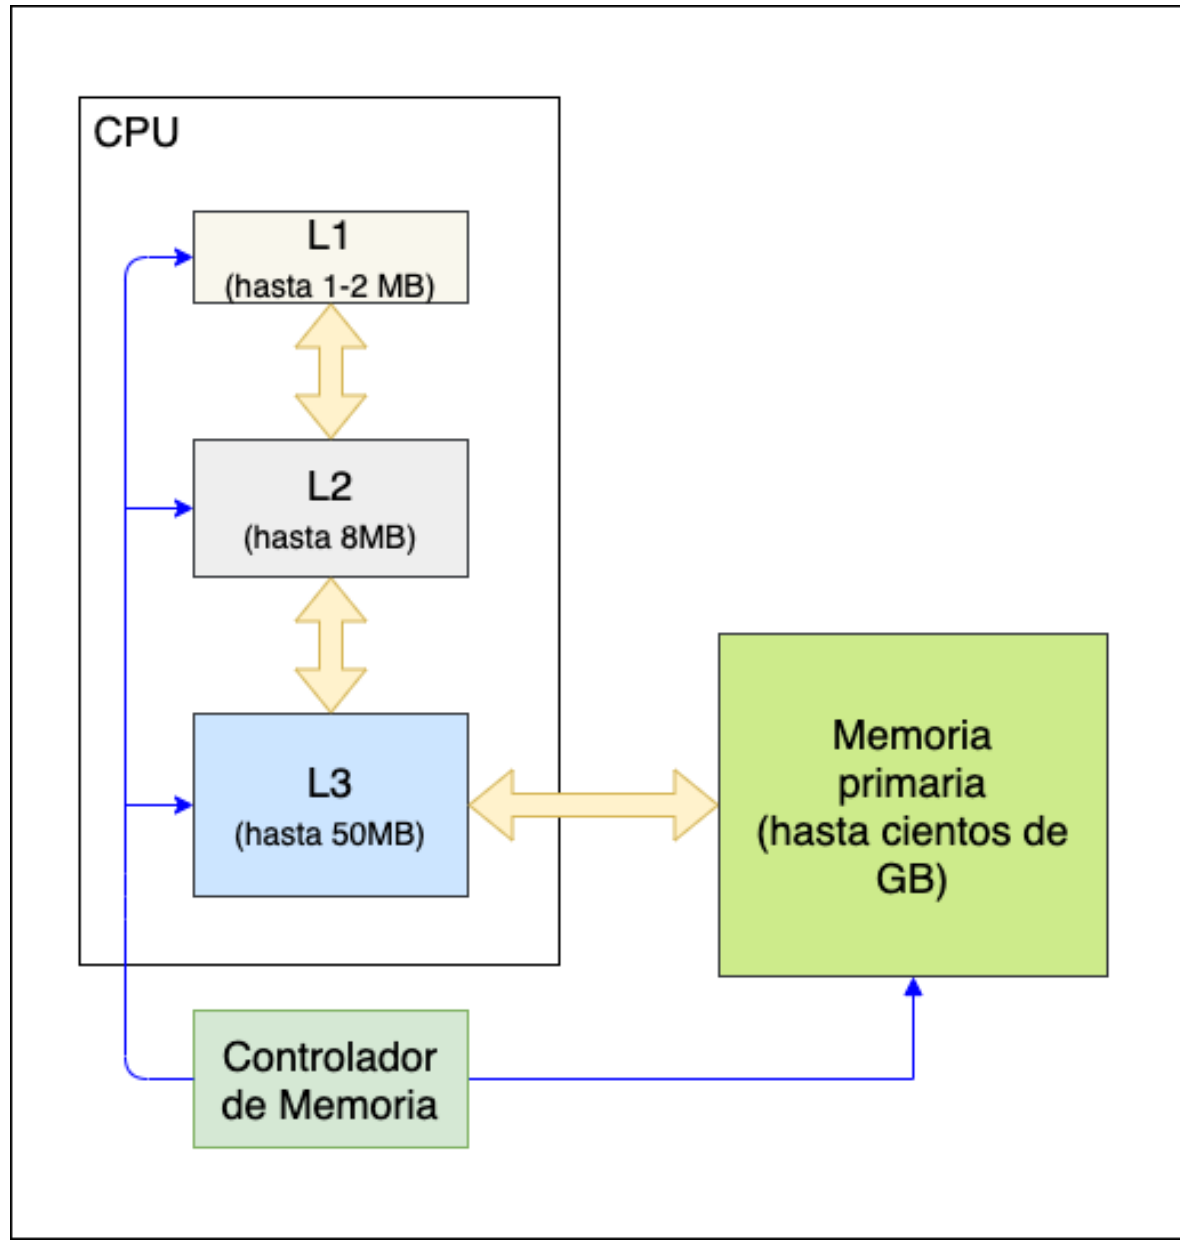 CPU
L1
(hasta 1-2 MB)
L2
(hasta 8MB)
L3
(hasta 50MB)
Memoria
primaria
(hasta cientos de
GB)
Controlador
de Memoria